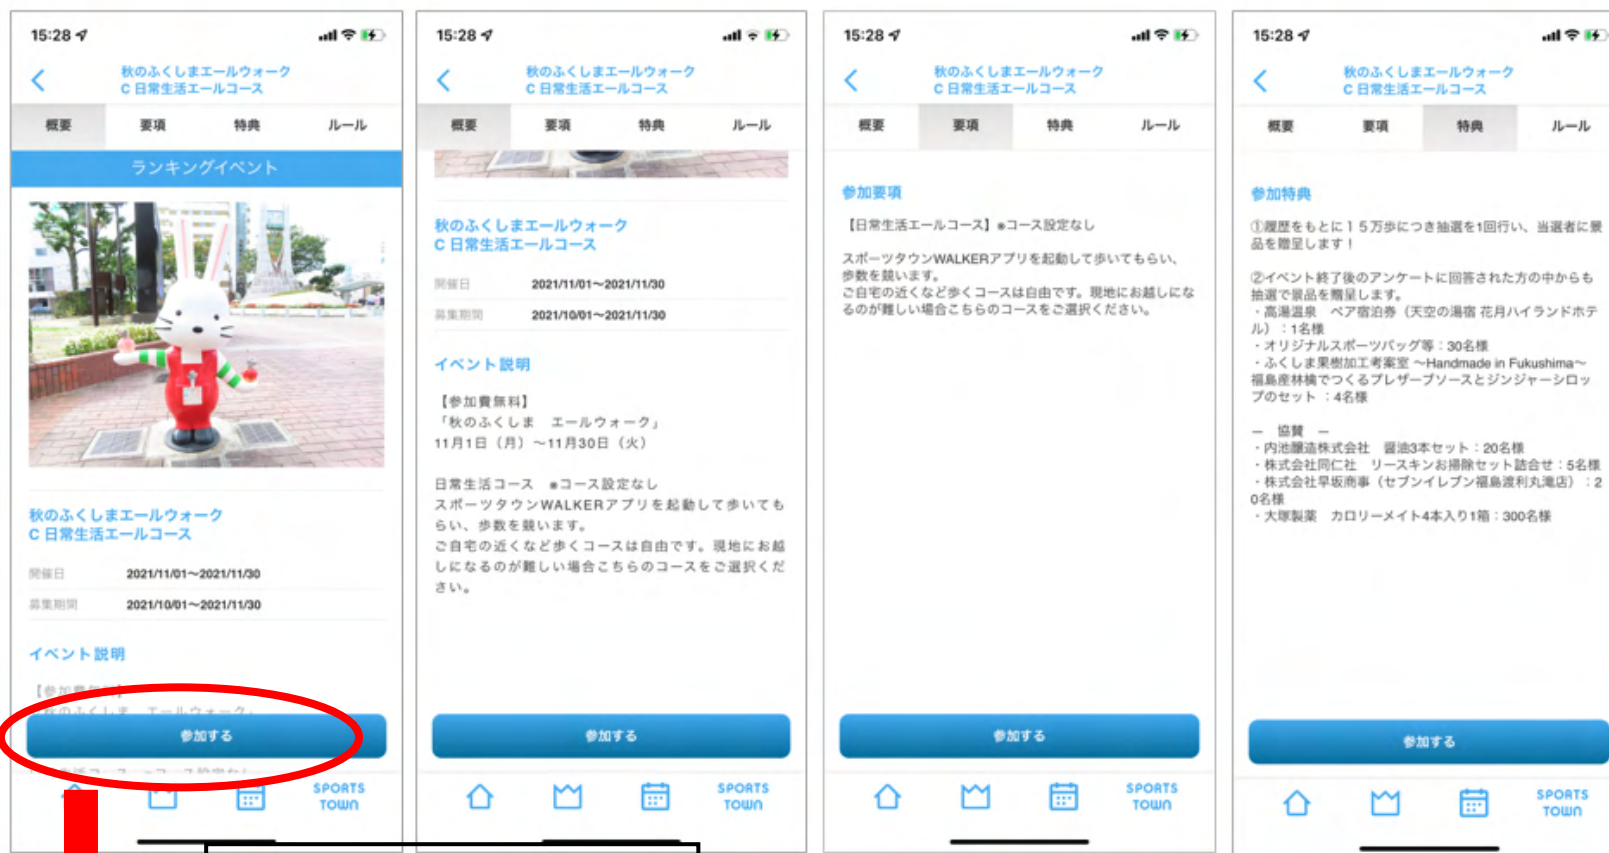 15:28
秋のふくしまエールウォーク
C 日常生活エールコース
概要 要項 特典 ルール
ランキングイベント
秋のふくしまエールウォーク
C 日常生活エールコース
開催日 2021/11/01〜2021/11/30
募集期間 2021/10/01〜2021/11/30
イベント説明
参加する
SPORTS
TOWN
15:28
秋のふくしまエールウォーク
C 日常生活エールコース
概要 要項 特典 ルール
秋のふくしまエールウォーク
C 日常生活エールコース
開催日 2021/11/01〜2021/11/30
募集期間 2021/10/01〜2021/11/30
イベント説明
【参加費無料】
「秋のふくしま エールウォーク」
11月1日（月）〜11月30日（火）
日常生活コース ※コース設定なし
スポーツタウンWALKERアプリを起動して歩いても
らい、歩数を競います。
ご自宅の近くなど歩くコースは自由です。現地にお越
しになるのが難しい場合こちらのコースをご選択くだ
さい。
参加する
SPORTS
TOWN
15:28
秋のふくしまエールウォーク
C 日常生活エールコース
概要 要項 特典 ルール
参加要項
【日常生活エールコース】※コース設定なし
スポーツタウンWALKERアプリを起動して歩いてもらい、
歩数を競います。
ご自宅の近くなど歩くコースは自由です。現地にお越しにな
るのが難しい場合こちらのコースをご選択ください。
参加する
SPORTS
TOWN
15:28
秋のふくしまエールウォーク
C 日常生活エールコース
概要 要項 特典 ルール
参加特典
①履歴をもとに１５万歩につき抽選を1回行い、当選者に景
品を贈呈します！
②イベント終了後のアンケートに回答された方の中からも
抽選で景品を贈呈します。
・高湯温泉 ペア宿泊券（天空の湯宿 花月ハイランドホテ
ル）：1名様
・オリジナルスポーツバッグ等：30名様
・ふくしま果樹加工考案室 〜Handmade in Fukushima〜
福島産林檎でつくるプレザーブソースとジンジャーシロッ
プのセット ：4名様
ー 協賛 ー
・内池醸造株式会社 醤油3本セット：20名様
・株式会社同仁社 リースキンお掃除セット詰合せ：5名様
・株式会社早坂商事（セブンイレブン福島渡利丸滝店）：2
0名様
・大塚製薬 カロリーメイト4本入り1箱：300名様
参加する
SPORTS
TOWN